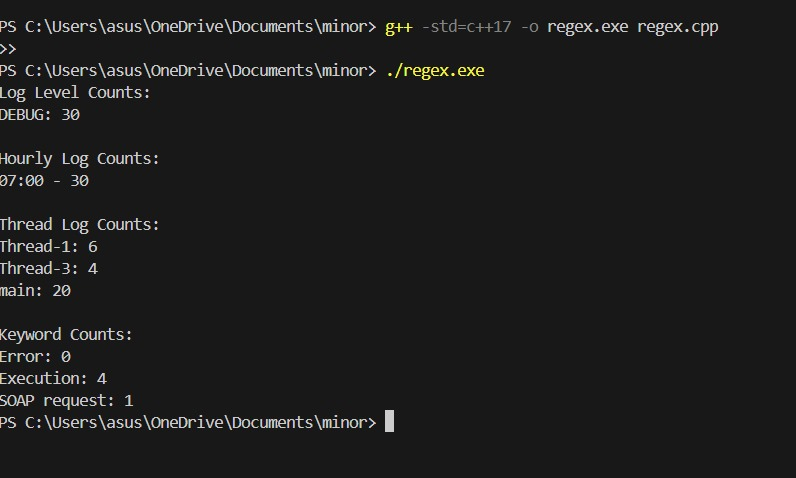 PS C:\Users\asus\OneDrive\Documents\minor> g++ -std=c++17 -o regex.exe regex.cpp
>>
PS C:\Users\asus\OneDrive\Documents\minor> ./regex.exe
Log Level Counts:
DEBUG: 30
Hourly Log Counts:
07:00 - 30
Thread Log Counts:
Thread-1: 6
Thread-3: 4
main: 20
Keyword Counts:
Error: 0
Execution: 4
SOAP request: 1
PS C:\Users\asus\OneDrive\Documents\minor>